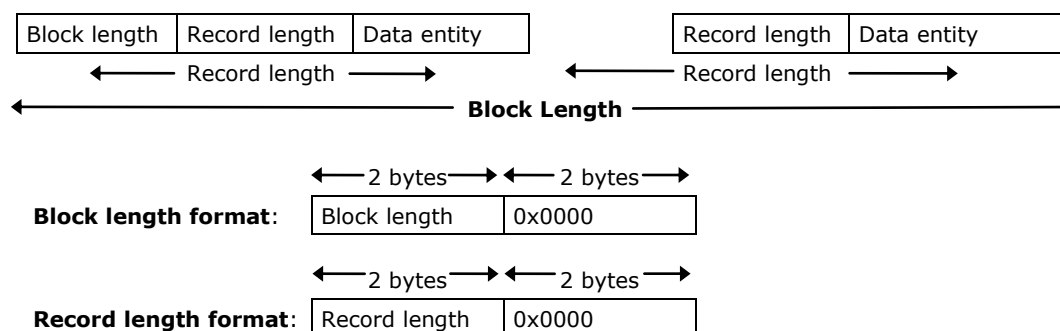 Block length Record length Data entity Record length Data entity
Record length Record length
Block Length
2 bytes 2 bytes
Block length format: Block length 0x0000
2 bytes 2 bytes
Record length format: Record length 0x0000